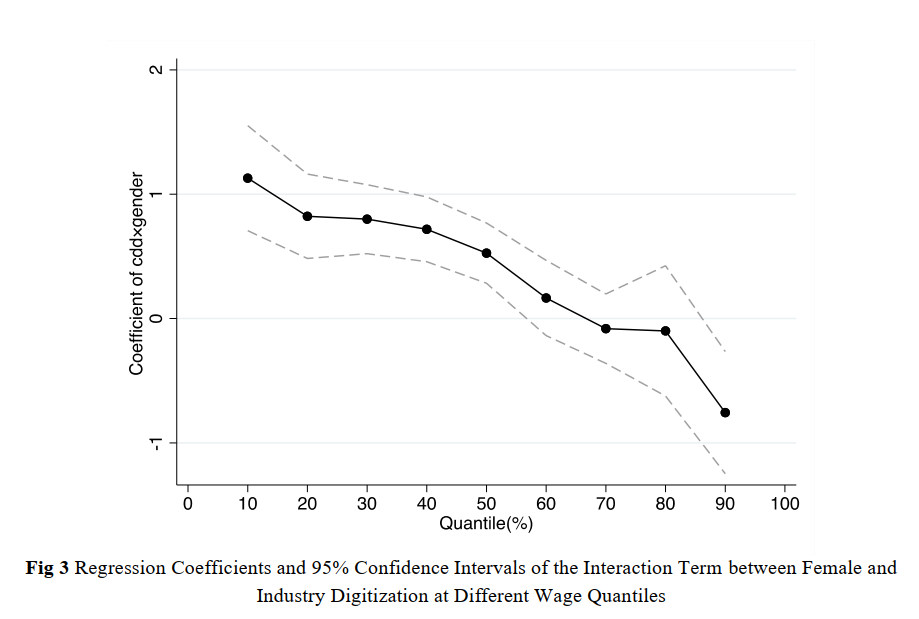 2
1
0
-1
Coefficient of cdd×gender
0 10 20 30 40 50 60 70 80 90 100
Quantile(%)
Fig 3 Regression Coefficients and 95% Confidence Intervals of the Interaction Term between Female and
Industry Digitization at Different Wage Quantiles